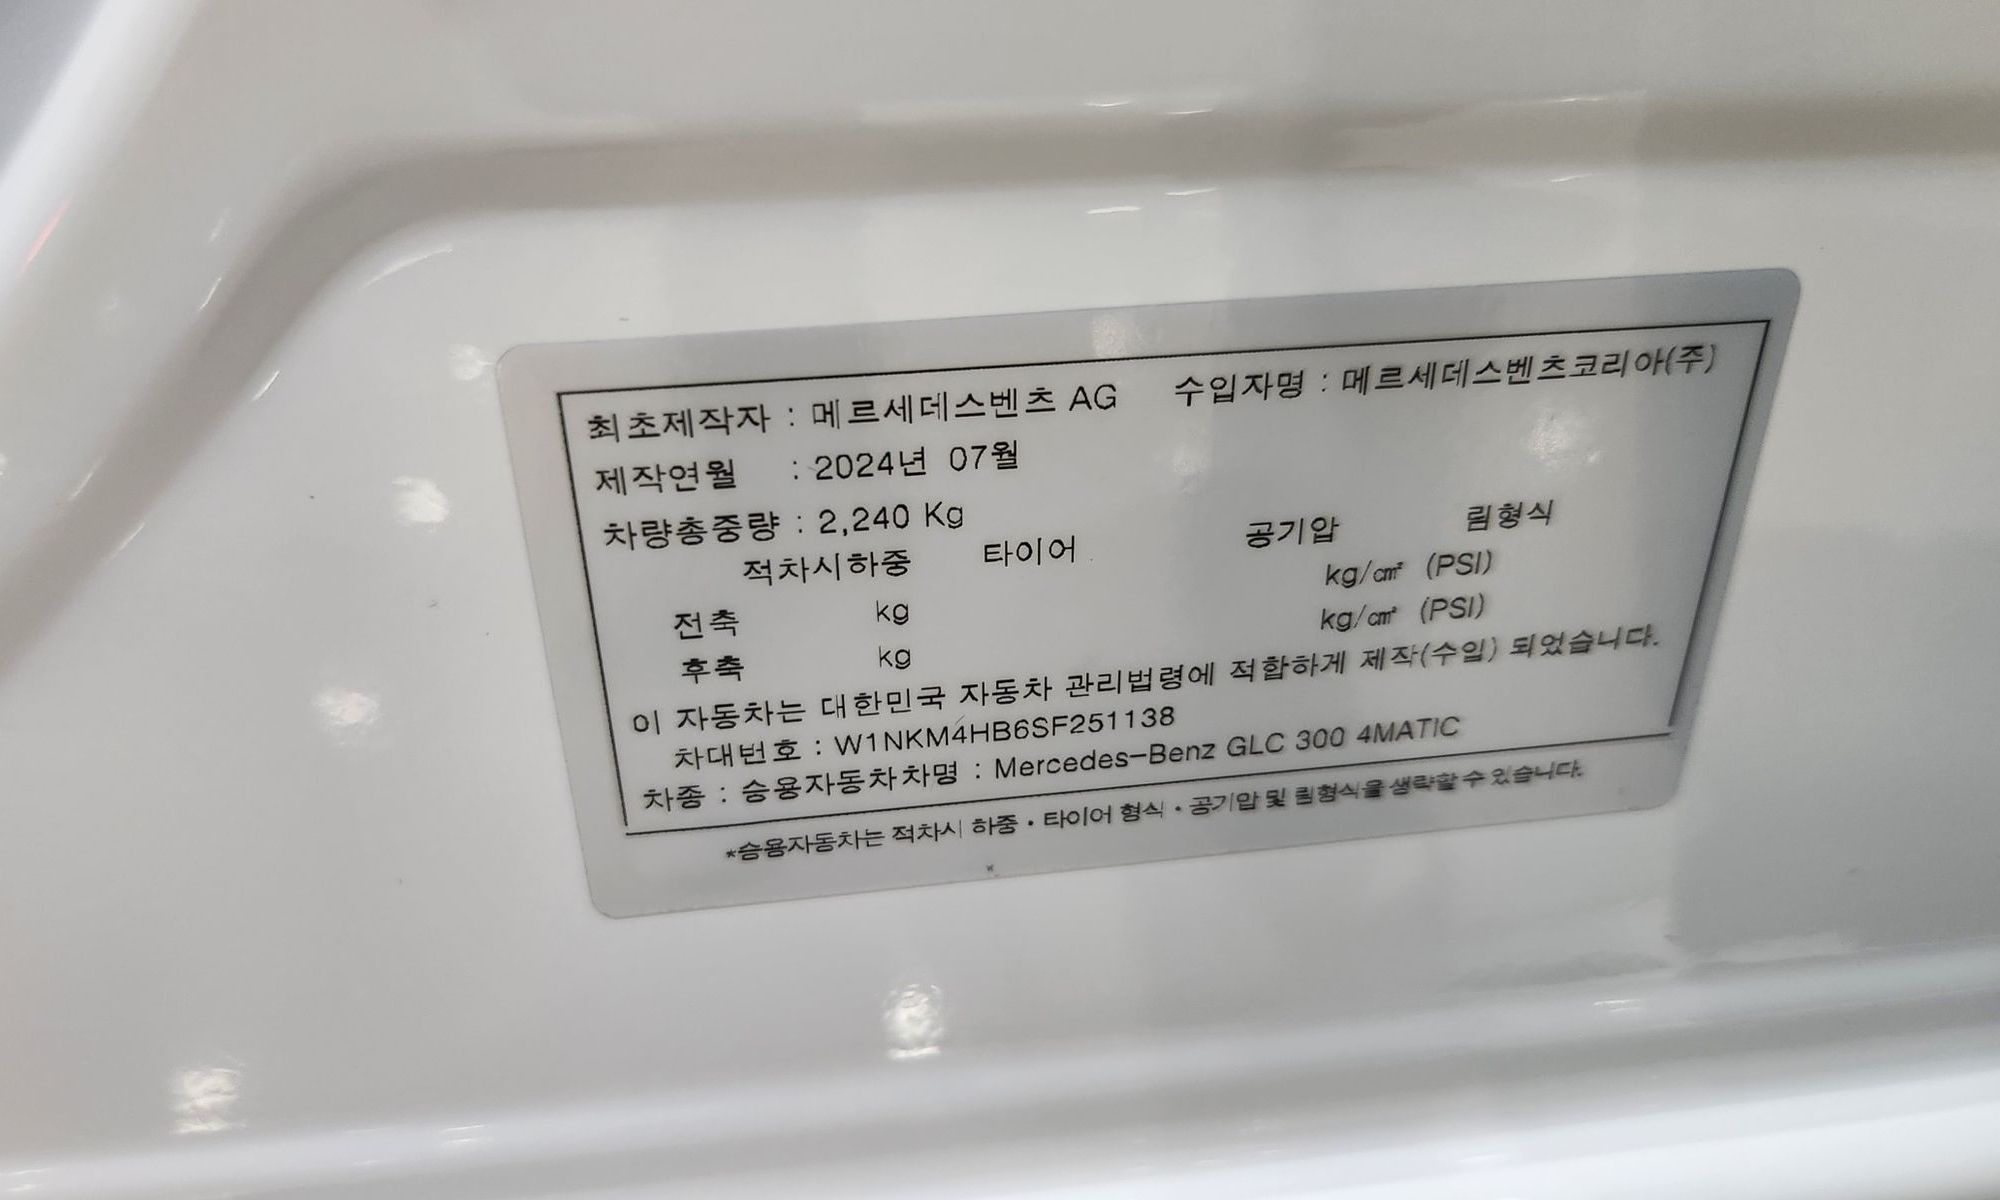 최초제작자 : 메르세데스벤츠 AG 수입자명 : 메르세데스벤츠코리아(주)
제작연월 : 2024년 07월
차량총중량 : 2,240 Kg
적차시하중 타이어 공기압 림형식
전축 kg kg/㎠ (PSI)
후축 kg kg/㎠ (PSI)
이 자동차는 대한민국 자동차 관리법령에 적합하게 제작(수입) 되었습니다.
차대번호 : W1NKM4HB6SF251138
차종 : 승용자동차차명 : Mercedes-Benz GLC 300 4MATIC
*승용자동차는 적차시 하중・타이어 형식・공기압 및 림형식을 생략할 수 있습니다.